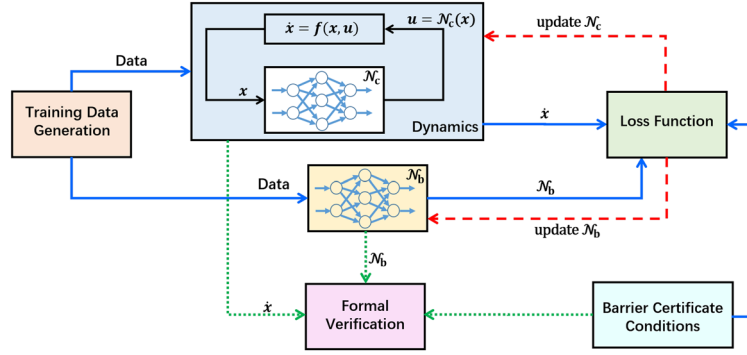 ẋ = f(x, u)
u = 𝒩c(x)
update 𝒩c
Data
x
𝒩c
Training Data
Generation
Dynamics
ẋ
Loss Function
Data
𝒩b
𝒩b
update 𝒩b
𝒩b
ẋ
Formal
Verification
Barrier Certificate
Conditions